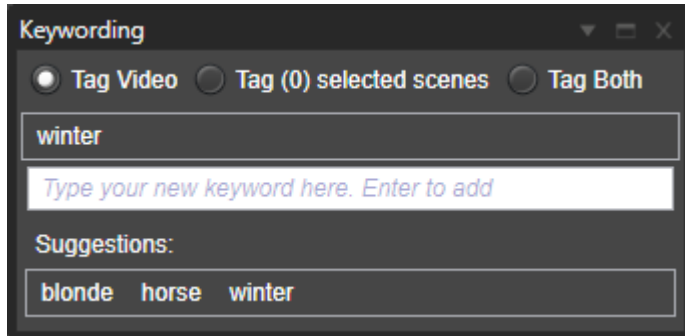 Keywording
Tag Video Tag (0) selected scenes Tag Both
winter
Type your new keyword here. Enter to add
Suggestions:
blonde horse winter